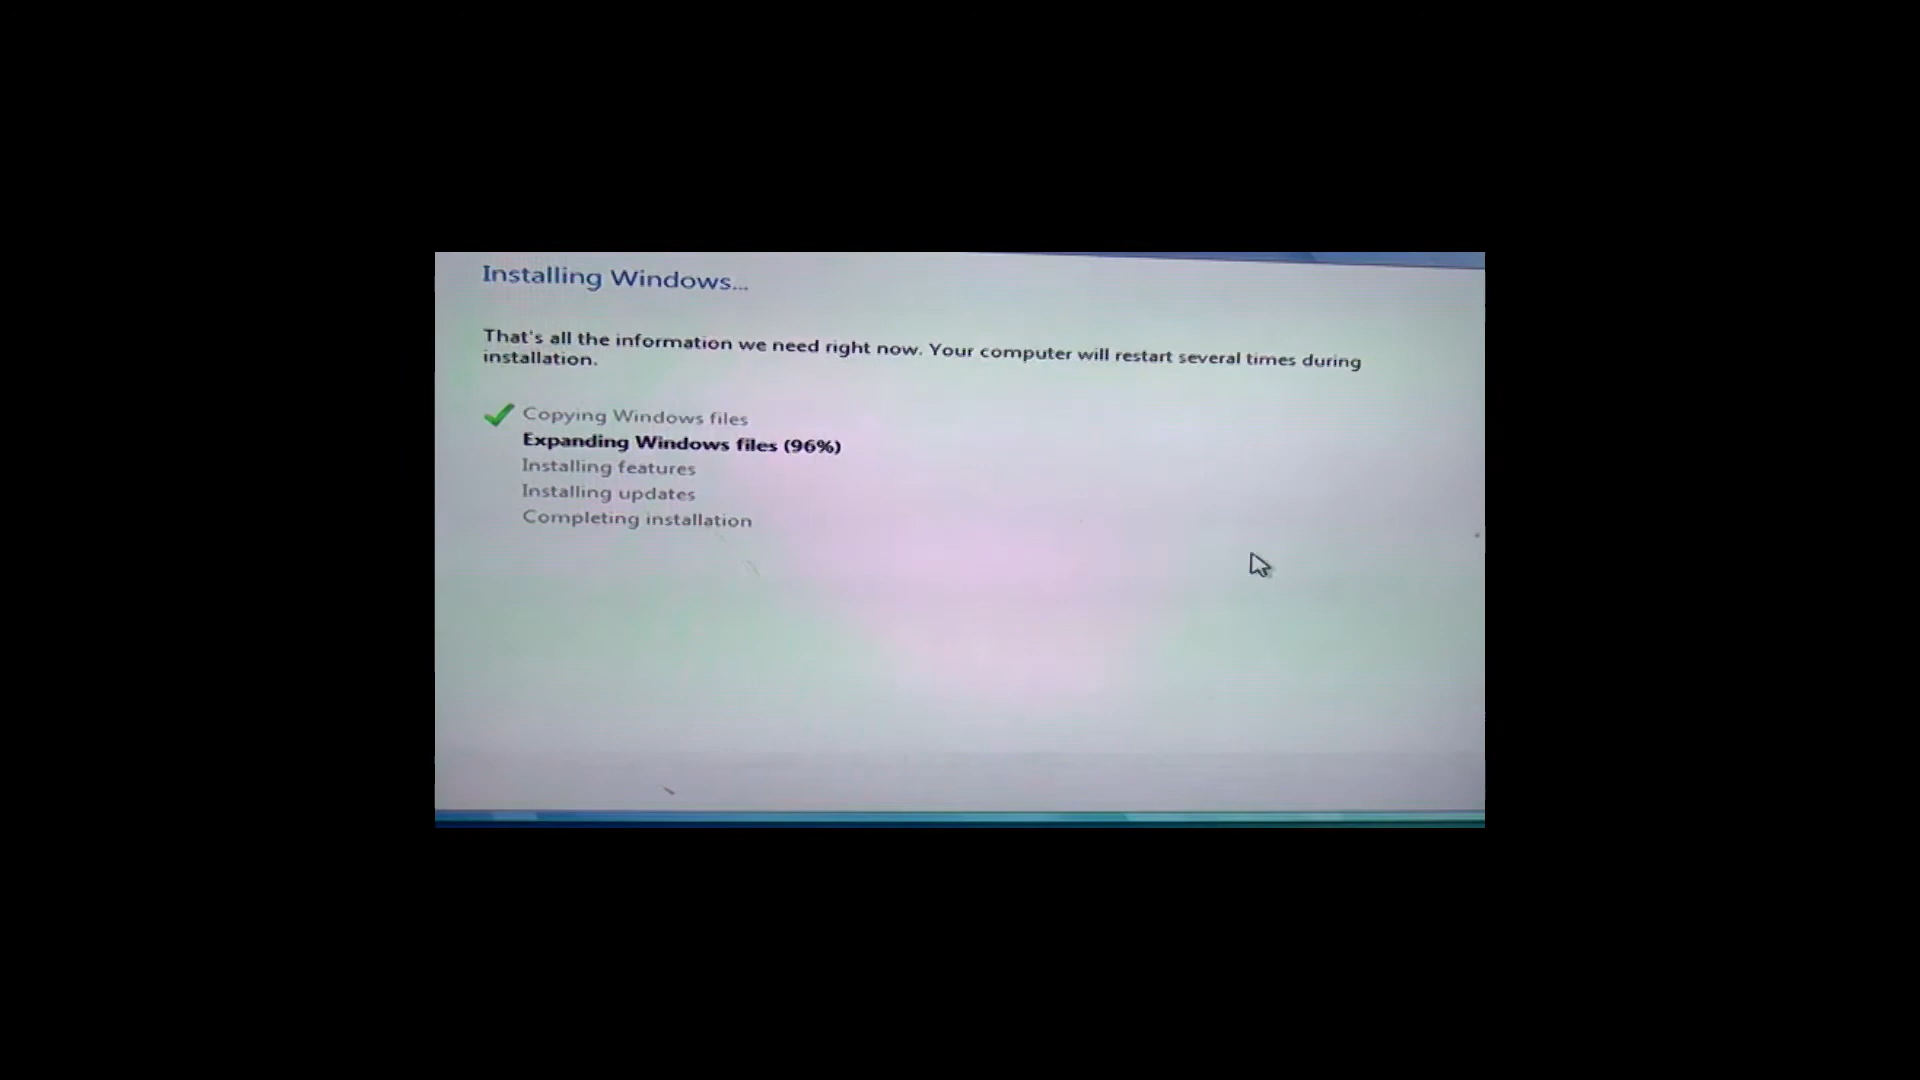 Installing Windows...
That's all the information we need right now. Your computer will restart several times during
installation.
Copying Windows files
Expanding Windows files (96%)
Installing features
Installing updates
Completing installation